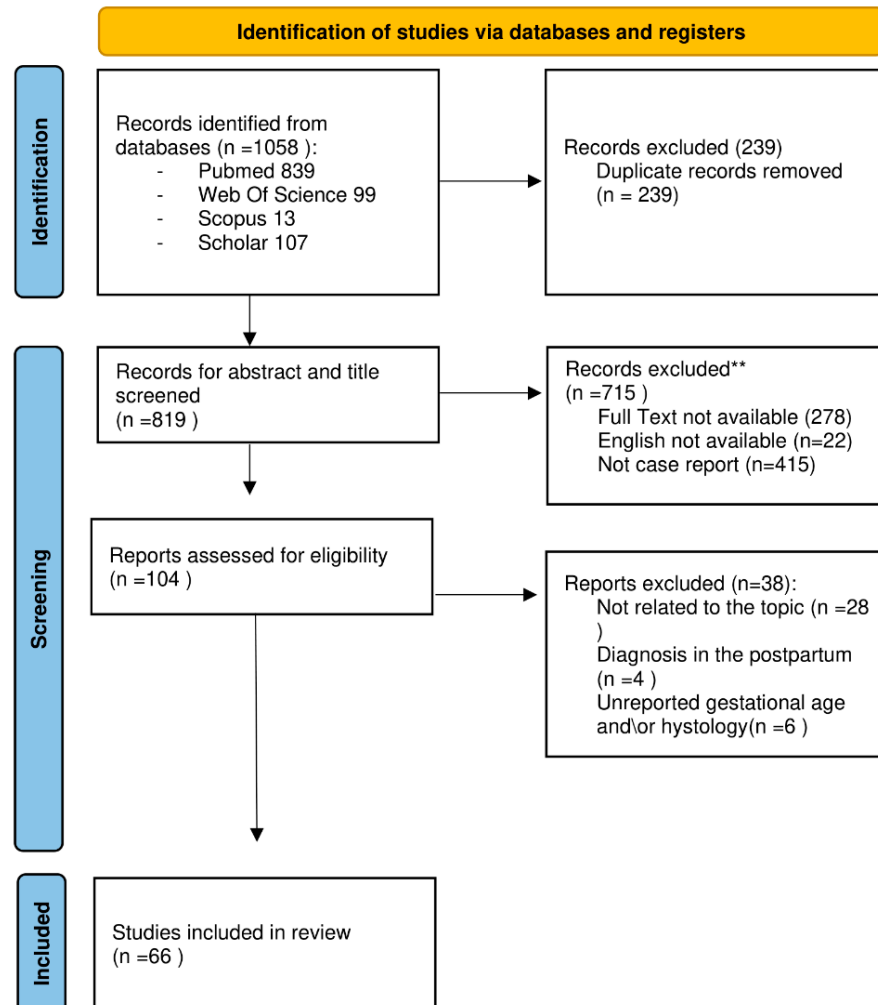 Identification of studies via databases and registers
Identification
Records identified from
databases (n =1058 ):
- Pubmed 839
- Web Of Science 99
- Scopus 13
- Scholar 107
Records excluded (239)
Duplicate records removed
(n = 239)
Screening
Records for abstract and title
screened
(n =819 )
Records excluded**
(n =715 )
Full Text not available (278)
English not available (n=22)
Not case report (n=415)
Reports assessed for eligibility
(n =104 )
Reports excluded (n=38):
Not related to the topic (n =28
)
Diagnosis in the postpartum
(n =4 )
Unreported gestational age
and\or hystology(n =6 )
Included
Studies included in review
(n =66 )